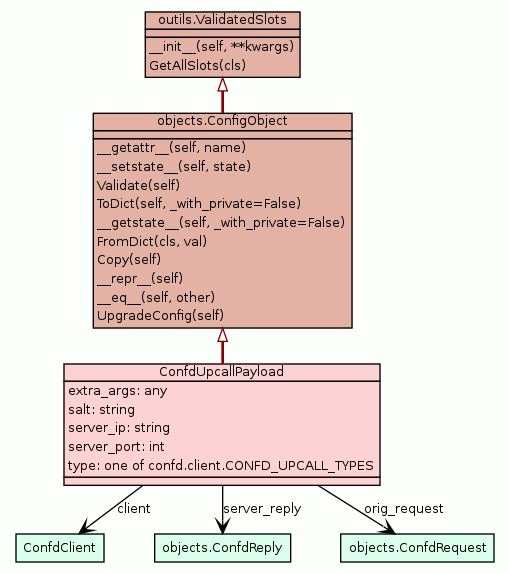 outils.ValidatedSlots
__init__(self, **kwargs)
GetAllSlots(cls)
objects.ConfigObject
__getattr__(self, name)
__setstate__(self, state)
Validate(self)
ToDict(self, _with_private=False)
__getstate__(self, _with_private=False)
FromDict(cls, val)
Copy(self)
__repr__(self)
__eq__(self, other)
UpgradeConfig(self)
ConfdUpcallPayload
extra_args: any
salt: string
server_ip: string
server_port: int
type: one of confd.client.CONFD_UPCALL_TYPES
client server_reply orig_request
ConfdClient objects.ConfdReply objects.ConfdRequest